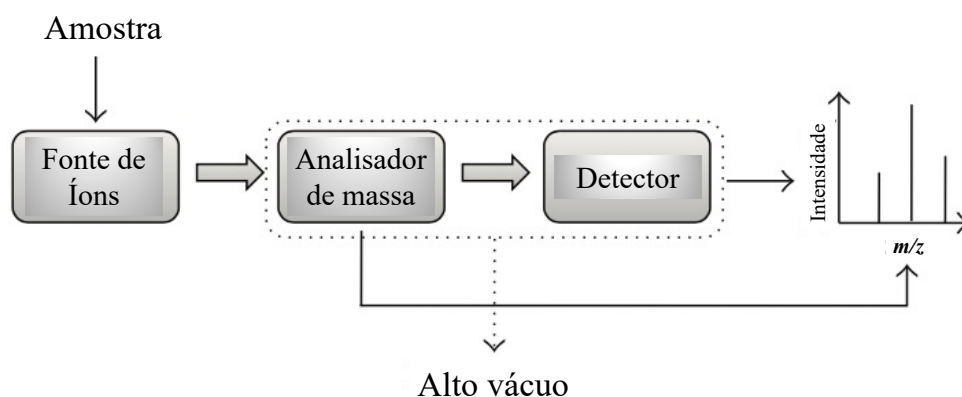 Amostra
Fonte de
Íons
Analisador
de massa
Detector
Intensidade
m/z
Alto vácuo